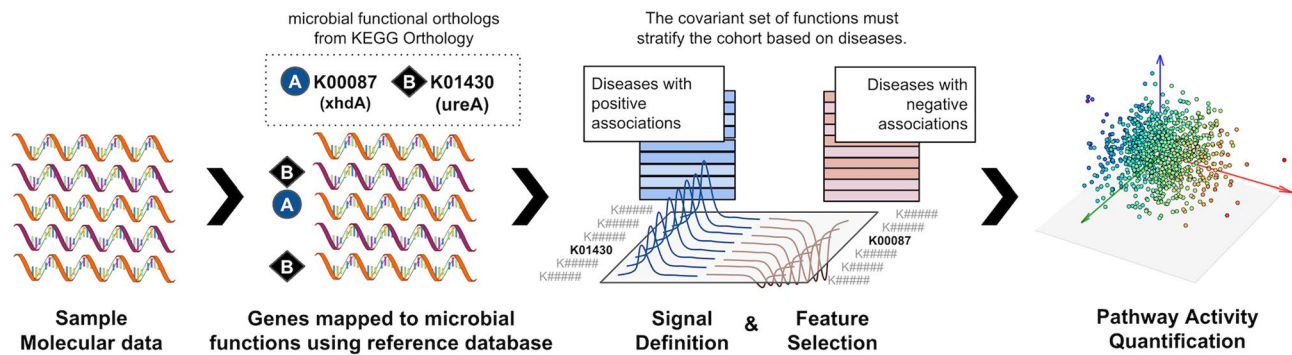 microbial functional orthologs
from KEGG Orthology
A K00087
(xhdA)
B K01430
(ureA)
B
A
B
The covariant set of functions must
stratify the cohort based on diseases.
Diseases with
positive
associations
Diseases with
negative
associations
K#####
K#####
K#####
K01430
K#####
K#####
K#####
K#####
K00087
K#####
K#####
K#####
Sample
Molecular data
Genes mapped to microbial
functions using reference database
Signal
Definition
&
Feature
Selection
Pathway Activity
Quantification